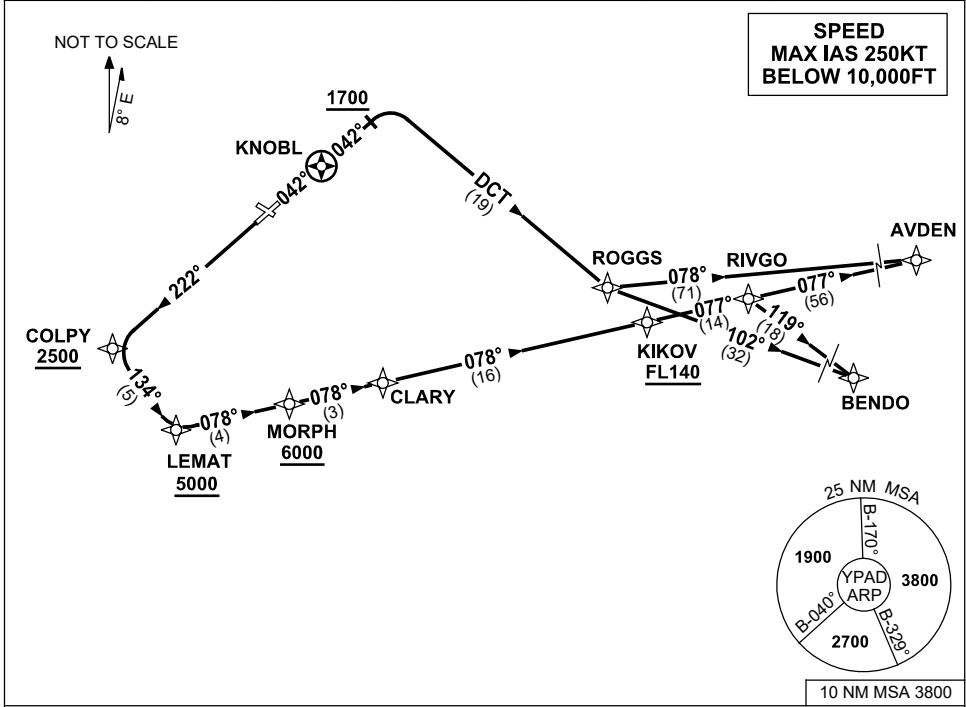 NOT TO SCALE
8° E
SPEED
MAX IAS 250KT
BELOW 10,000FT
1700
KNOBL
042°
042°
222°
DCT
(19)
COLPY
2500
134°
(5)
LEMAT
5000
078°
(4)
MORPH
6000
078°
(3)
CLARY
078°
(16)
KIKOV
FL140
ROGGS
078°
(71)
077°
(14)
RIVGO
077°
(56)
AVDEN
119°
(18)
102°
(32)
BENDO
25 NM MSA
B-170°
1900
3800
YPAD
ARP
B-040°
B-329°
2700
10 NM MSA 3800